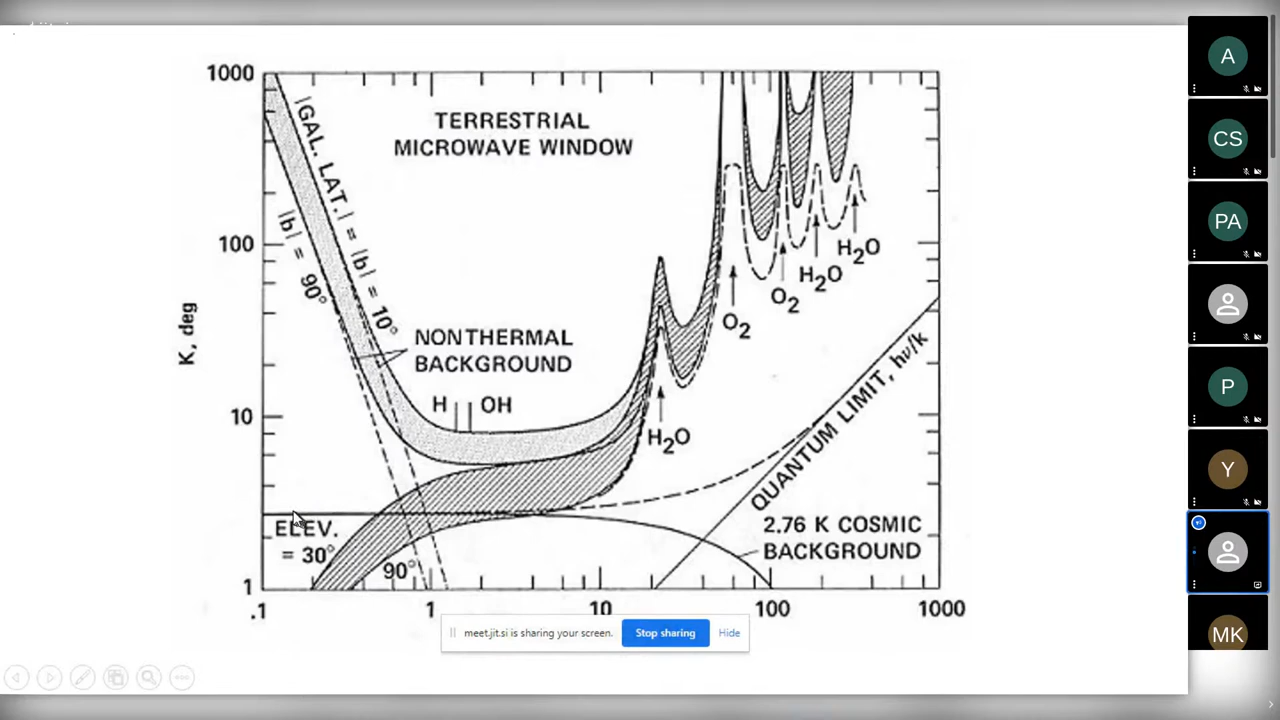 1000
100
10
1
K, deg
TERRESTRIAL
MICROWAVE WINDOW
|GAL. LAT.| = |b| = 10°
|b| = 90°
NONTHERMAL
BACKGROUND
H OH
H2O
O2
O2
H2O
H2O
QUANTUM LIMIT, hν/k
2.76 K COSMIC
BACKGROUND
ELEV.
= 30°
90°
.1 1 10 100 1000
meet.jit.si is sharing your screen. Stop sharing Hide
A
CS
PA
P
Y
MK